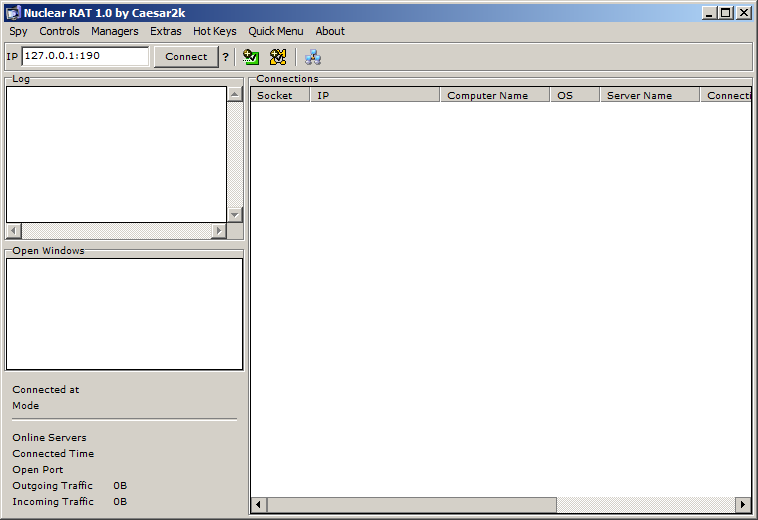 Nuclear RAT 1.0 by Caesar2k
Spy Controls Managers Extras Hot Keys Quick Menu About
IP 127.0.0.1:190 Connect ?
Log
Connections
Socket IP Computer Name OS Server Name Connecti
Open Windows
Connected at
Mode
Online Servers
Connected Time
Open Port
Outgoing Traffic 0B
Incoming Traffic 0B